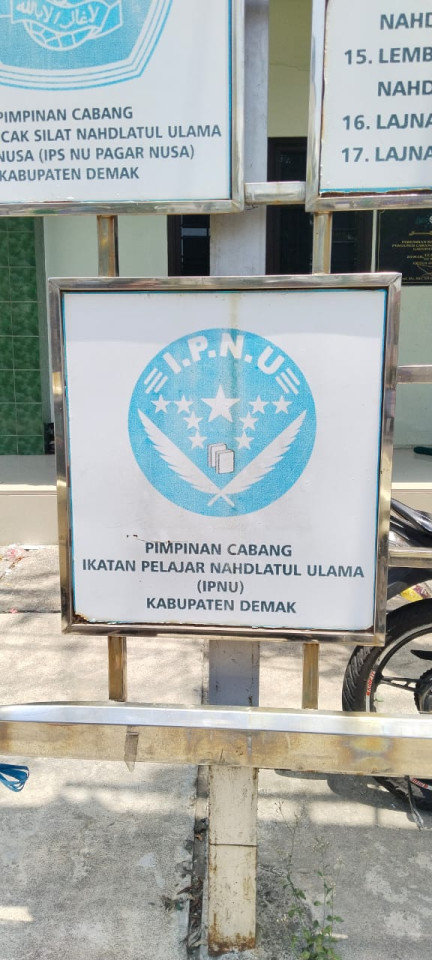 PIMPINAN CABANG
CAK SILAT NAHDLATUL ULAMA
NUSA (IPS NU PAGAR NUSA)
KABUPATEN DEMAK
NAHD
15. LEMB
NAHD
16. LAJNA
17. LAJNA
I.P.N.U
PIMPINAN CABANG
IKATAN PELAJAR NAHDLATUL ULAMA
(IPNU)
KABUPATEN DEMAK